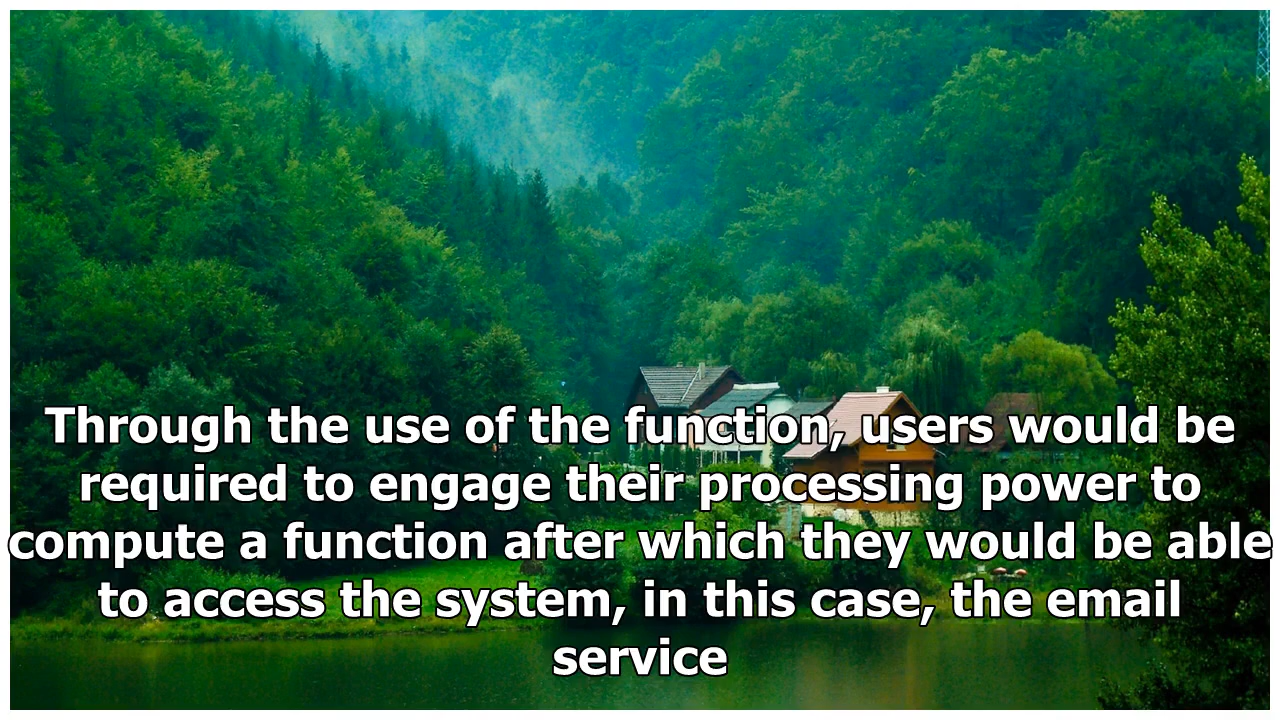 Through the use of the function, users would be
required to engage their processing power to
compute a function after which they would be able
to access the system, in this case, the email
service